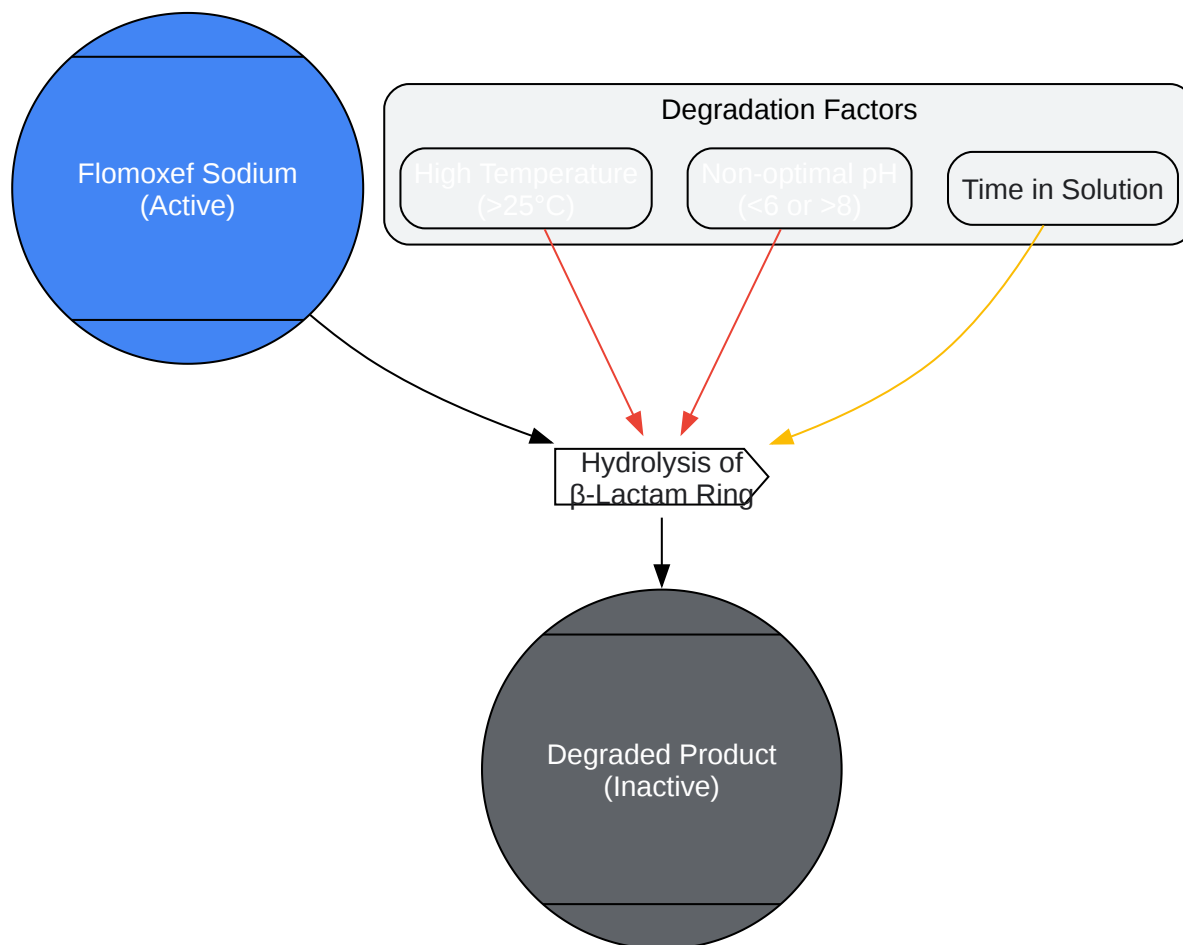 Degradation Factors
Flomoxef Sodium
(Active)
High Temperature
(>25°C)
Non-optimal pH
(<6 or >8)
Time in Solution
Hydrolysis of
β-Lactam Ring
Degraded Product
(Inactive)